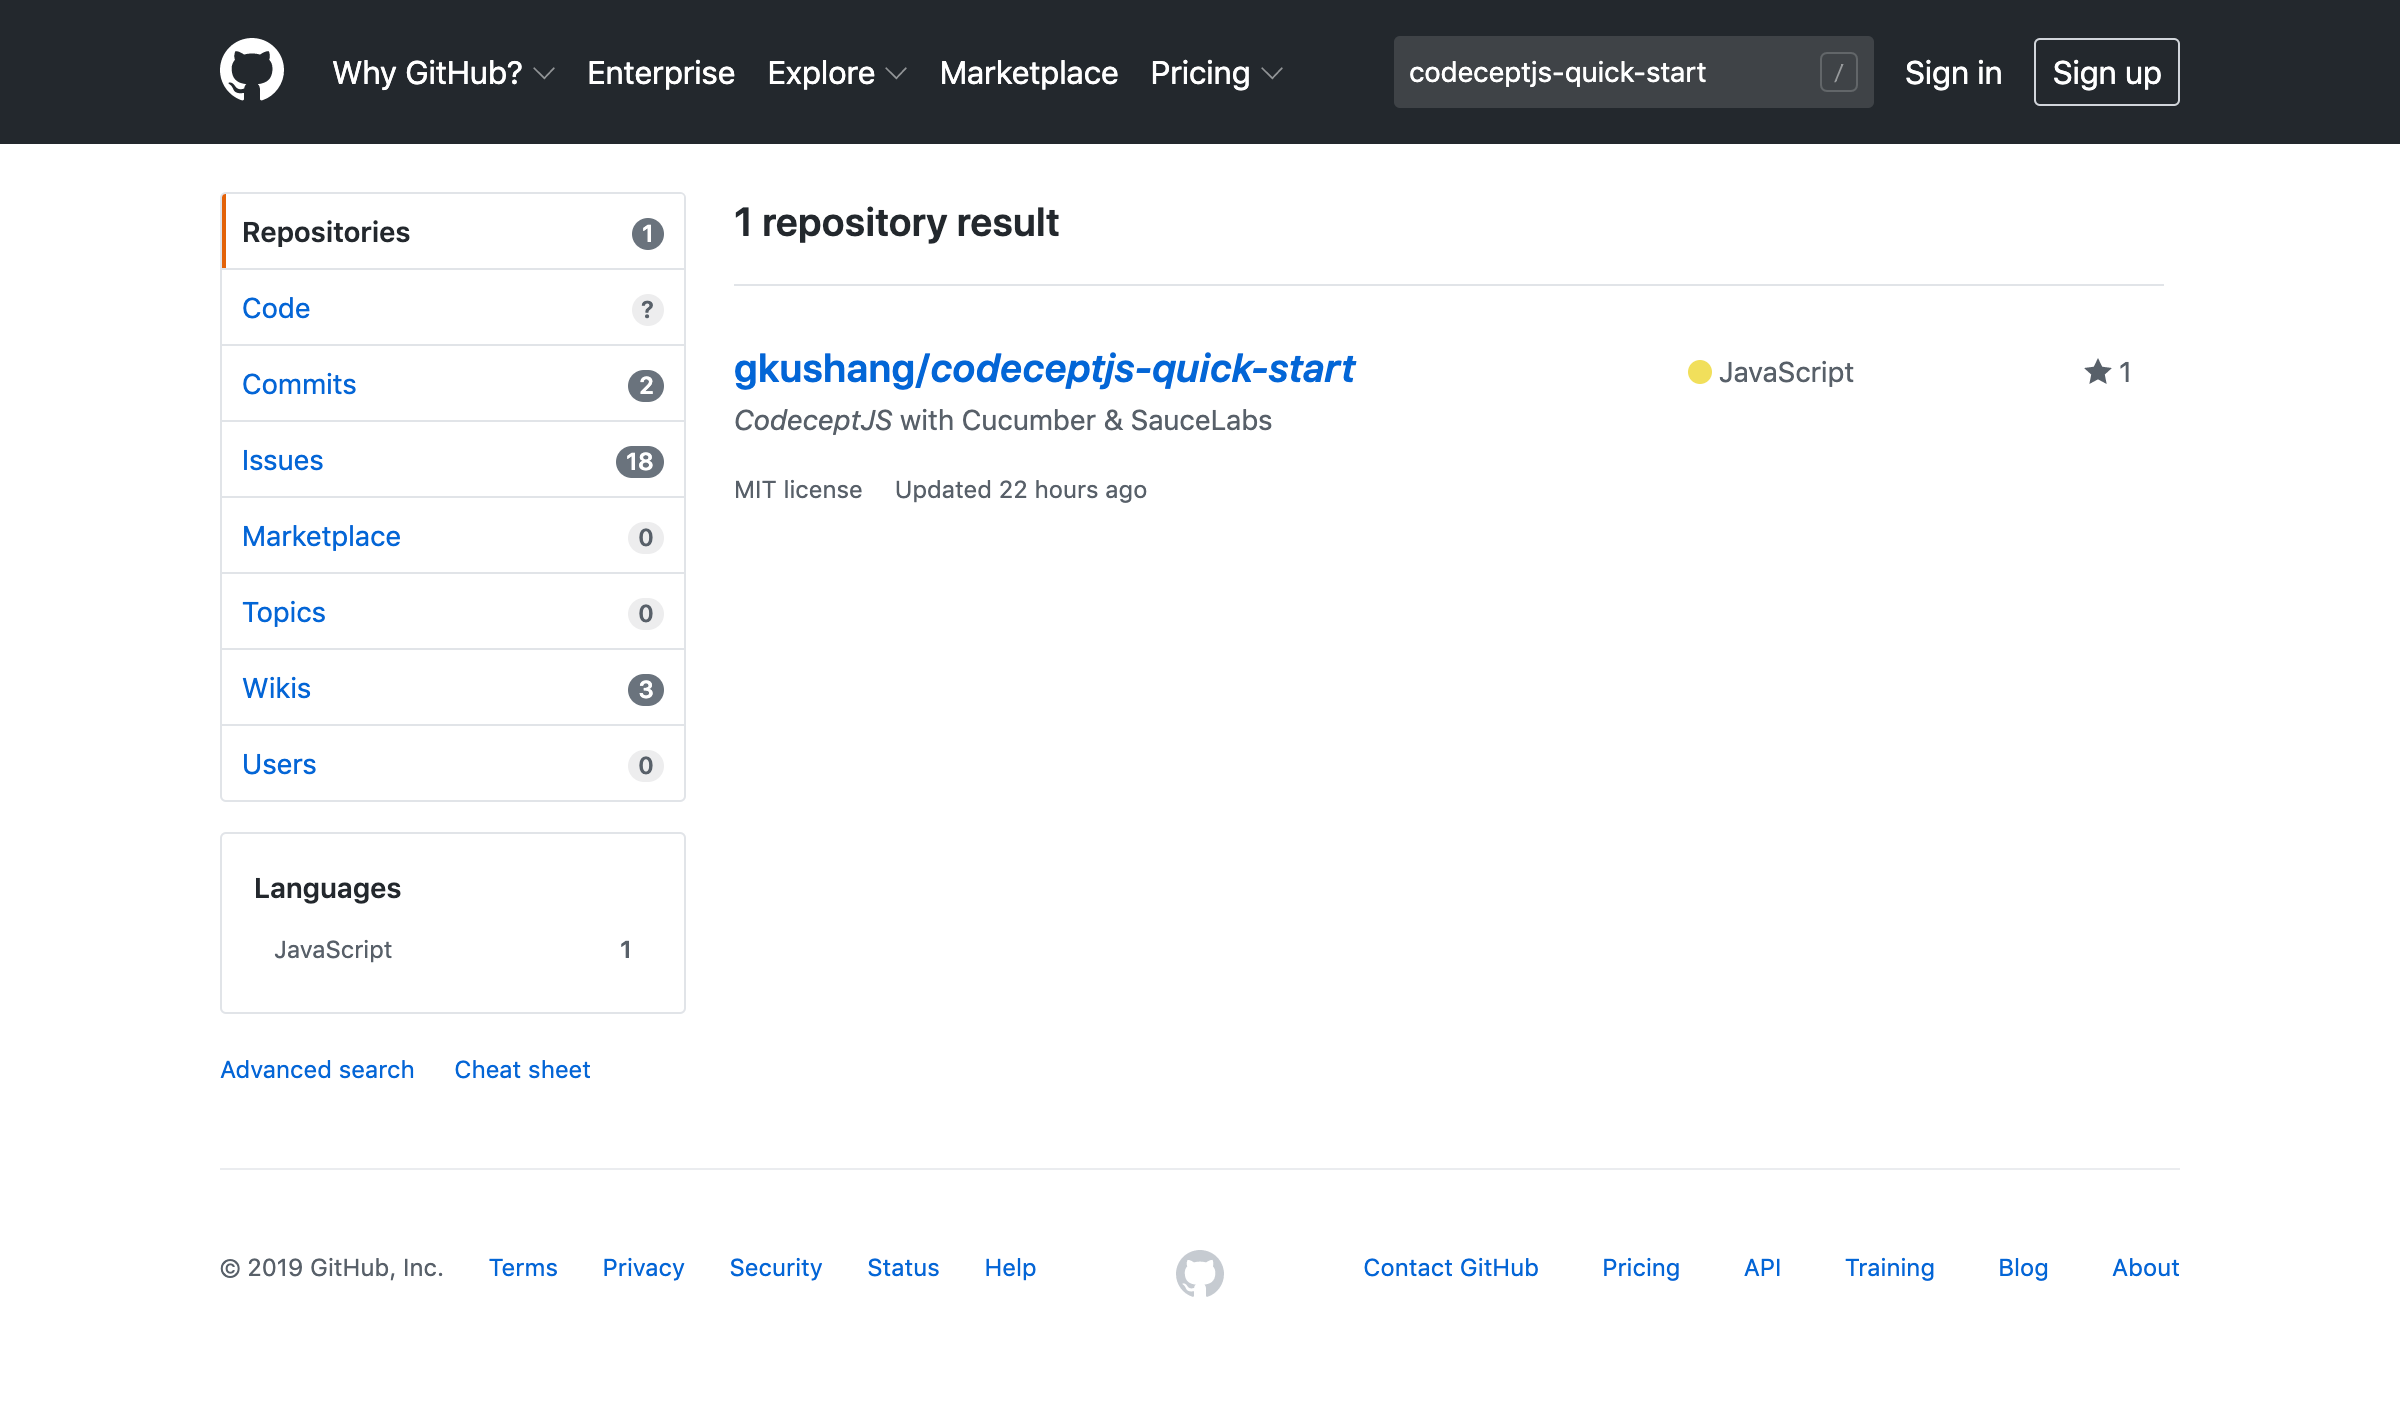 Why GitHub? Enterprise Explore Marketplace Pricing codeceptjs-quick-start / Sign in Sign up
Repositories 1
Code ?
Commits 2
Issues 18
Marketplace 0
Topics 0
Wikis 3
Users 0
Languages
JavaScript 1
Advanced search Cheat sheet
1 repository result
gkushang/codeceptjs-quick-start JavaScript 1
CodeceptJS with Cucumber & SauceLabs
MIT license Updated 22 hours ago
© 2019 GitHub, Inc. Terms Privacy Security Status Help Contact GitHub Pricing API Training Blog About